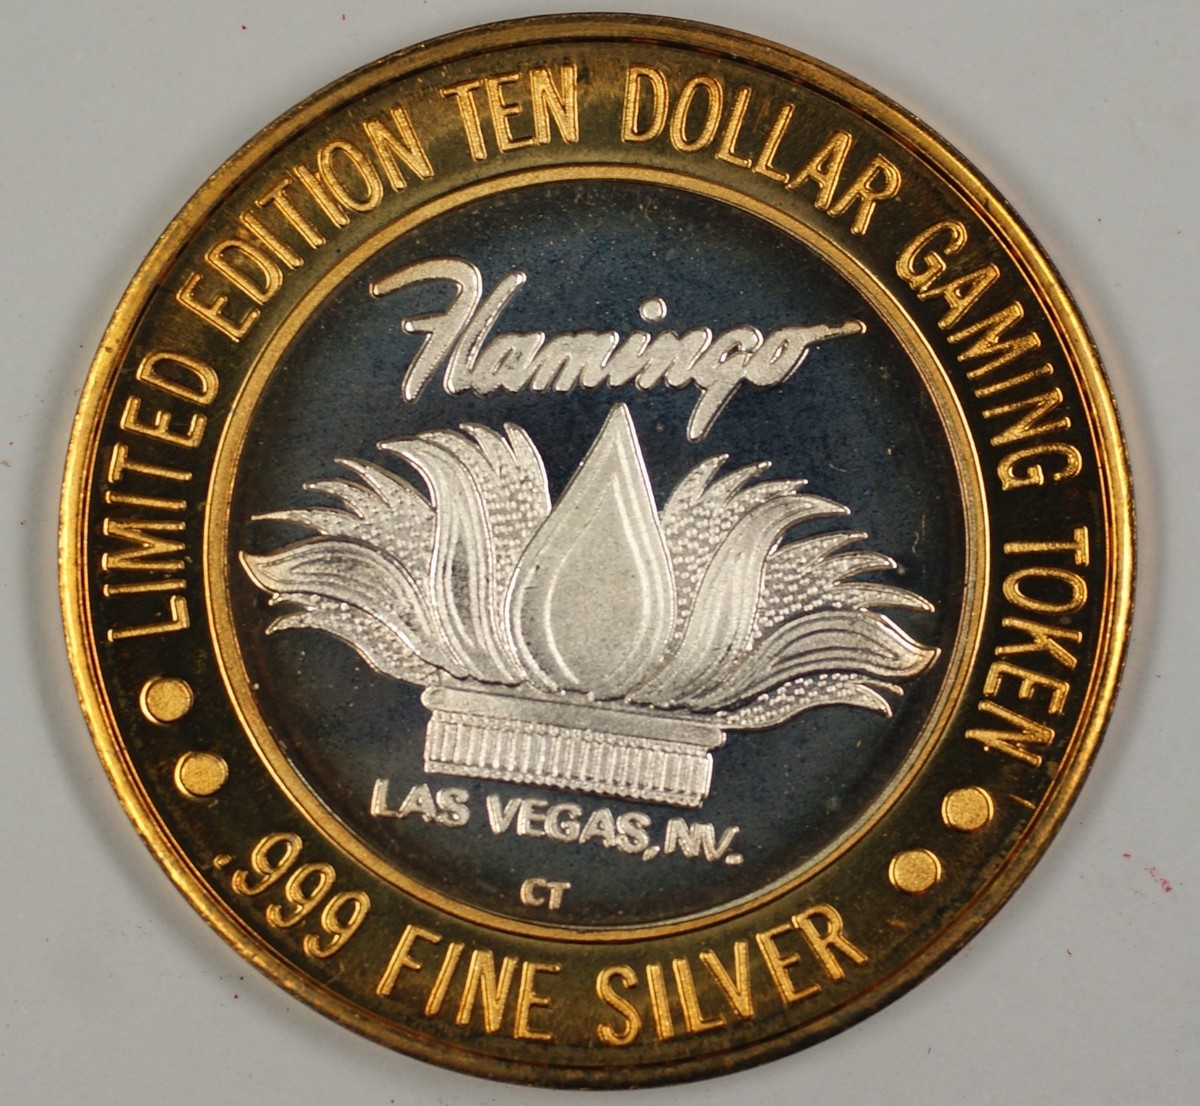 LIMITED EDITION TEN DOLLAR GAMING TOKEN
Flamingo
LAS VEGAS, NV.
CT
.999 FINE SILVER